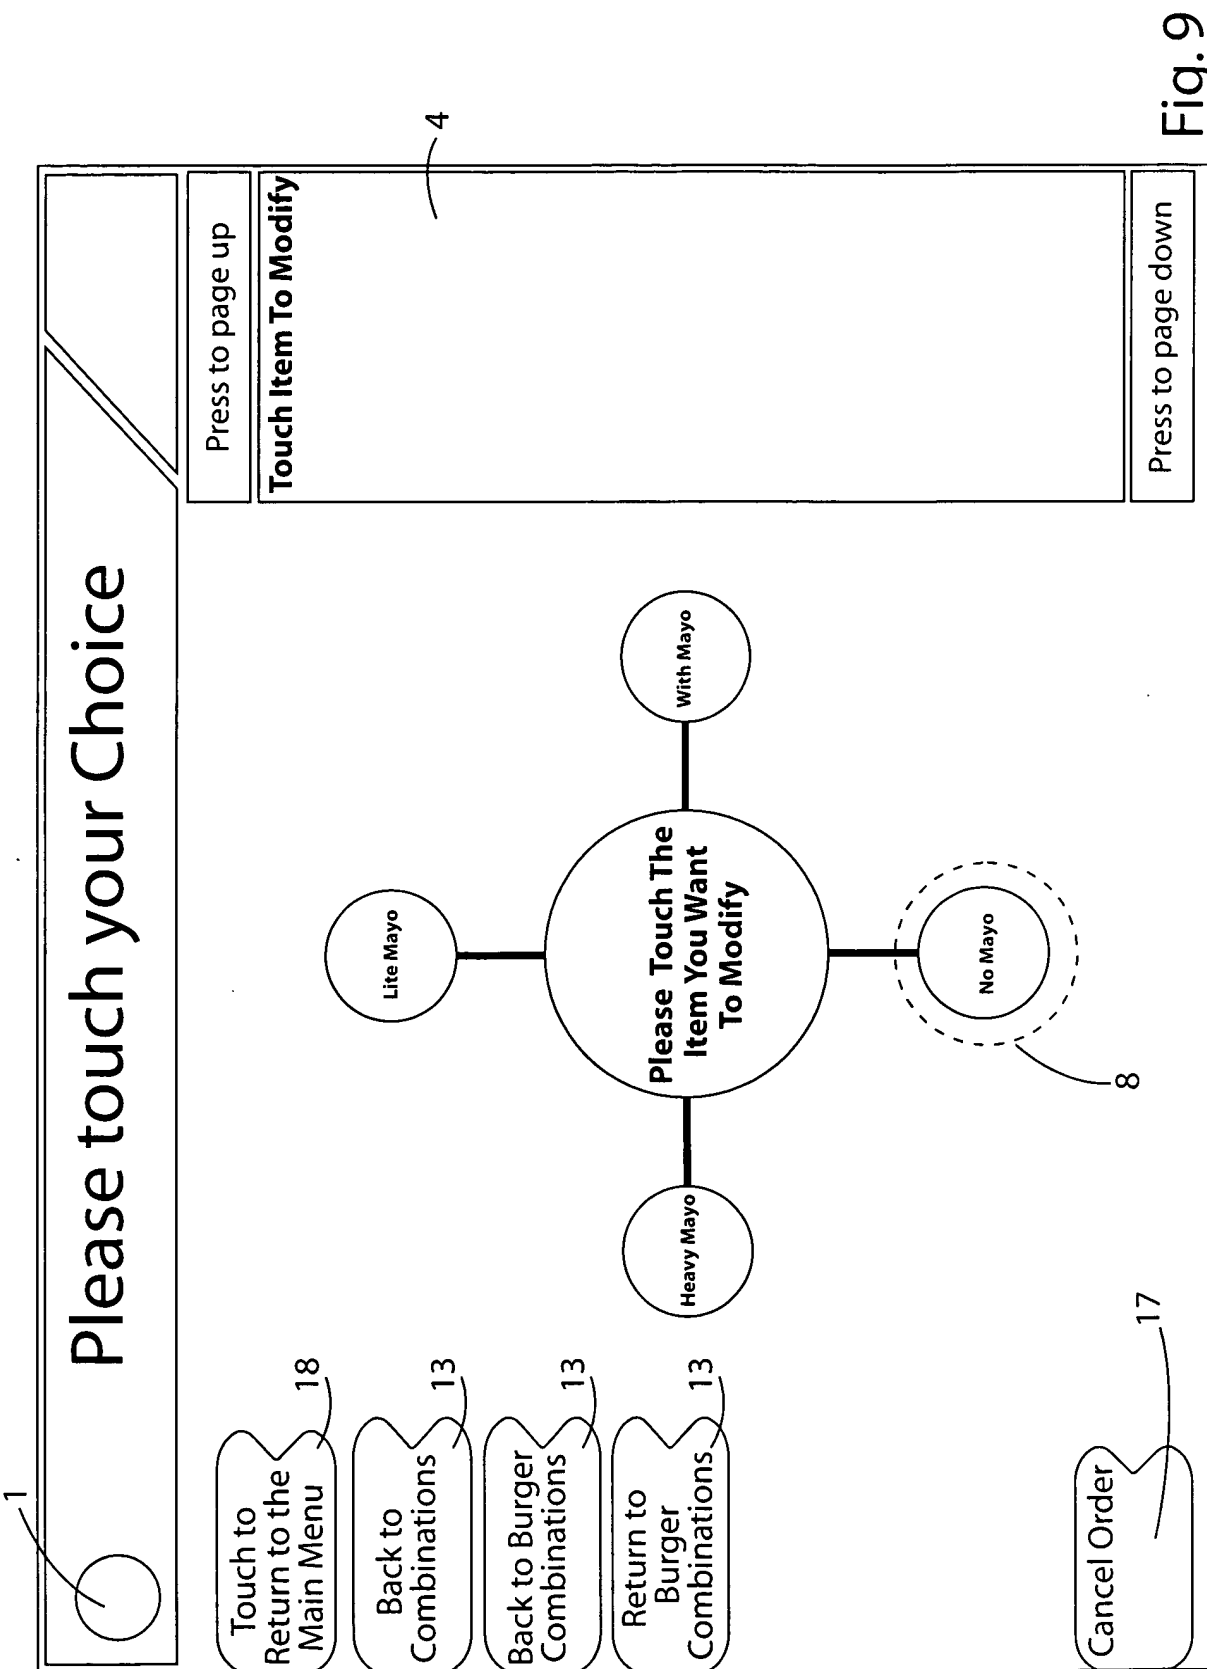 1
Please touch your Choice
Touch to
Return to the
Main Menu
18
Back to
Combinations
13
Back to Burger
Combinations
13
Return to
Burger
Combinations
13
Cancel Order
17
Lite Mayo
Heavy Mayo
Please Touch The
Item You Want
To Modify
With Mayo
No Mayo
8
Press to page up
Touch Item To Modify
4
Press to page down
Fig. 9